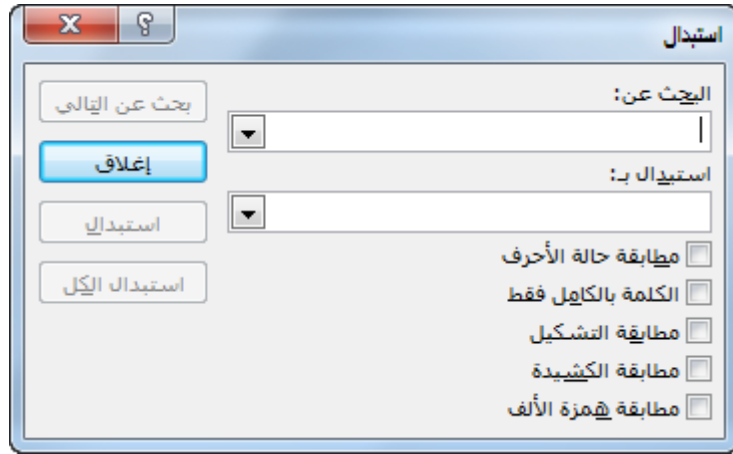 استبدال
البحث عن:
بحث عن التالي
إغلاق
استبدال بـ:
استبدال
استبدال الكل
مطابقة حالة الأحرف
الكلمة بالكامل فقط
مطابقة التشكيل
مطابقة الكشيدة
مطابقة همزة الألف